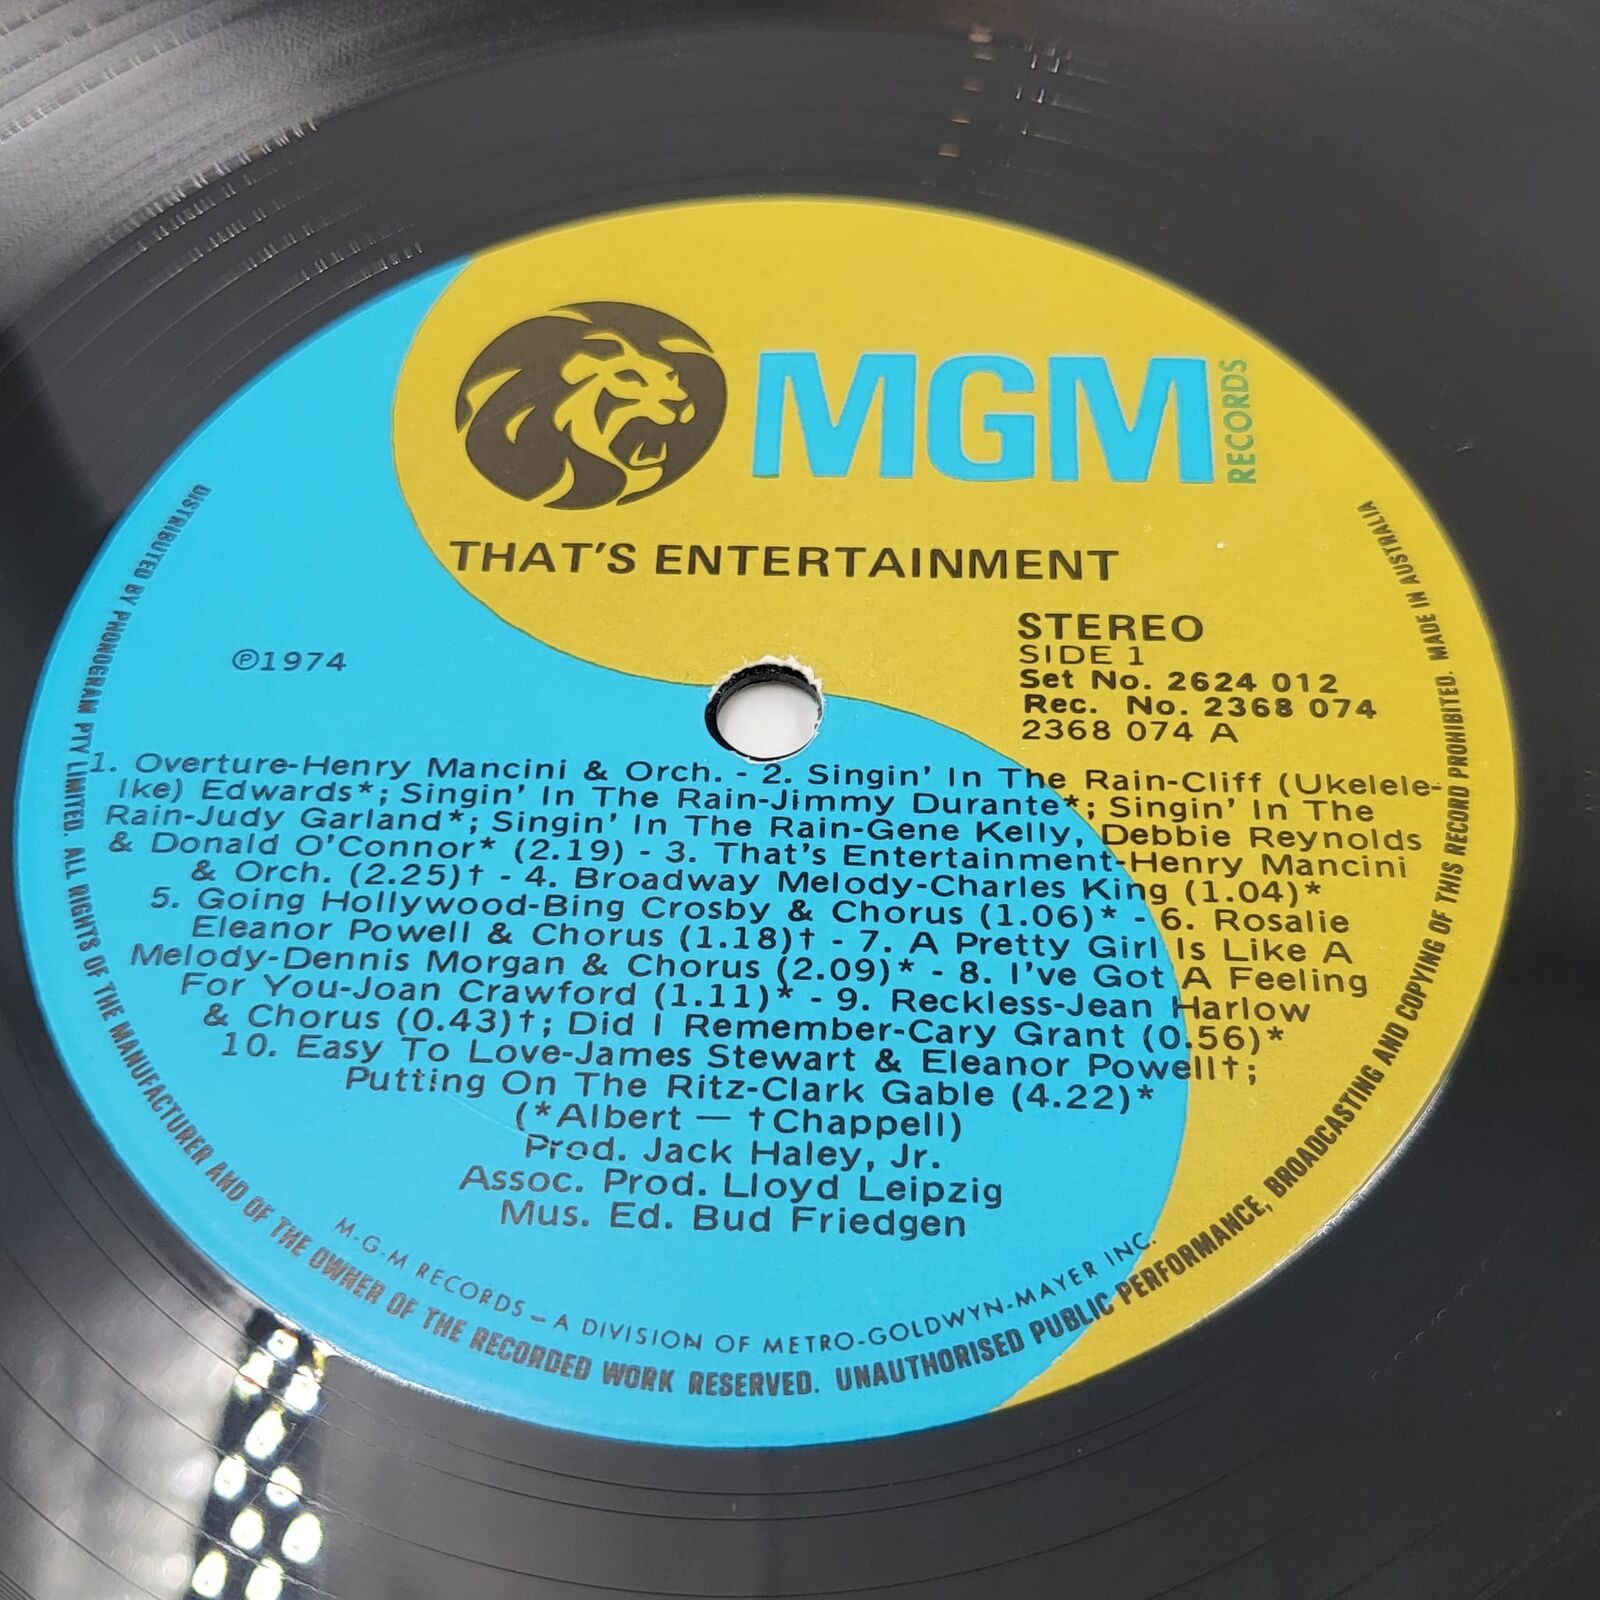 MGM
RECORDS
THAT'S ENTERTAINMENT
STEREO
SIDE 1
Set No. 2624 012
Rec. No. 2368 074
2368 074 A
℗1974
1. Overture-Henry Mancini & Orch. - 2. Singin' In The Rain-Cliff (Ukelele-
Ike) Edwards*; Singin' In The Rain-Jimmy Durante*; Singin' In The
Rain-Judy Garland*; Singin' In The Rain-Gene Kelly, Debbie Reynolds
& Donald O'Connor* (2.19) - 3. That's Entertainment-Henry Mancini
& Orch. (2.25)† - 4. Broadway Melody-Charles King (1.04)*
5. Going Hollywood-Bing Crosby & Chorus (1.06)* - 6. Rosalie
Eleanor Powell & Chorus (1.18)† - 7. A Pretty Girl Is Like A
Melody-Dennis Morgan & Chorus (2.09)* - 8. I've Got A Feeling
For You-Joan Crawford (1.11)* - 9. Reckless-Jean Harlow
& Chorus (0.43)†; Did I Remember-Cary Grant (0.56)*
10. Easy To Love-James Stewart & Eleanor Powell†;
Putting On The Ritz-Clark Gable (4.22)*
(*Albert — †Chappell)
Prod. Jack Haley, Jr.
Assoc. Prod. Lloyd Leipzig
Mus. Ed. Bud Friedgen
M-G-M RECORDS – A DIVISION OF METRO-GOLDWYN-MAYER INC.
DISTRIBUTED BY PHONOGRAM PTY LIMITED. ALL RIGHTS OF THE MANUFACTURER AND OF THE OWNER OF THE RECORDED WORK RESERVED. UNAUTHORISED PUBLIC PERFORMANCE, BROADCASTING AND COPYING OF THIS RECORD PROHIBITED. MADE IN AUSTRALIA